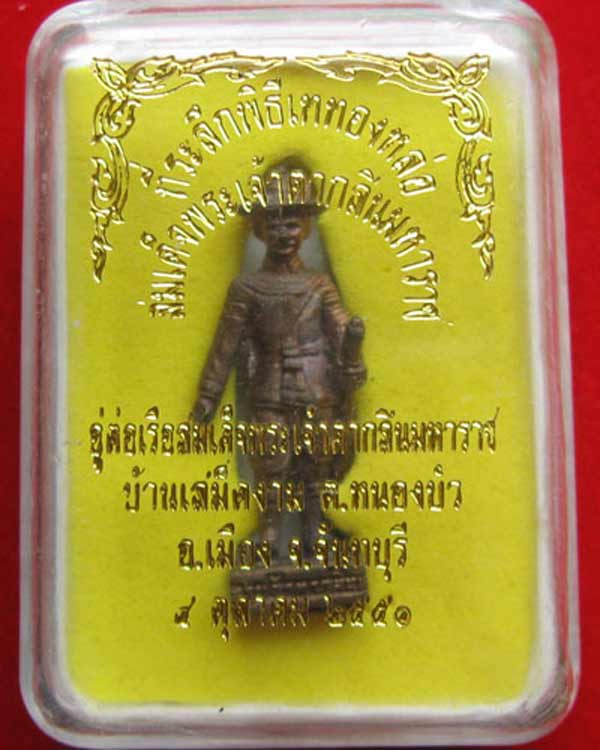 ที่ระลึกพิธีเททองหล่อ
สมเด็จพระเจ้าตากสินมหาราช
อู่ต่อเรือสมเด็จพระเจ้าตากสินมหาราช
บ้านเสม็ดงาม ต.หนองบัว
อ.เมือง จ.จันทบุรี
๔ ตุลาคม ๒๕๕๑